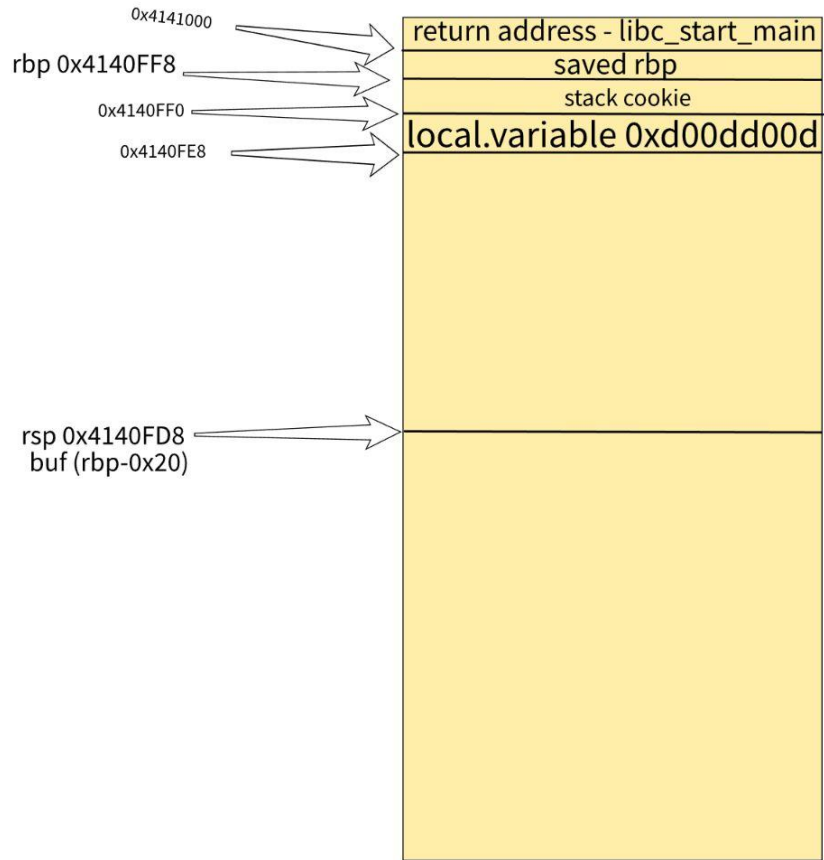 0x4141000
return address - libc_start_main
rbp 0x4140FF8
saved rbp
0x4140FF0
stack cookie
0x4140FE8
local.variable 0xd00dd00d
rsp 0x4140FD8
buf (rbp-0x20)